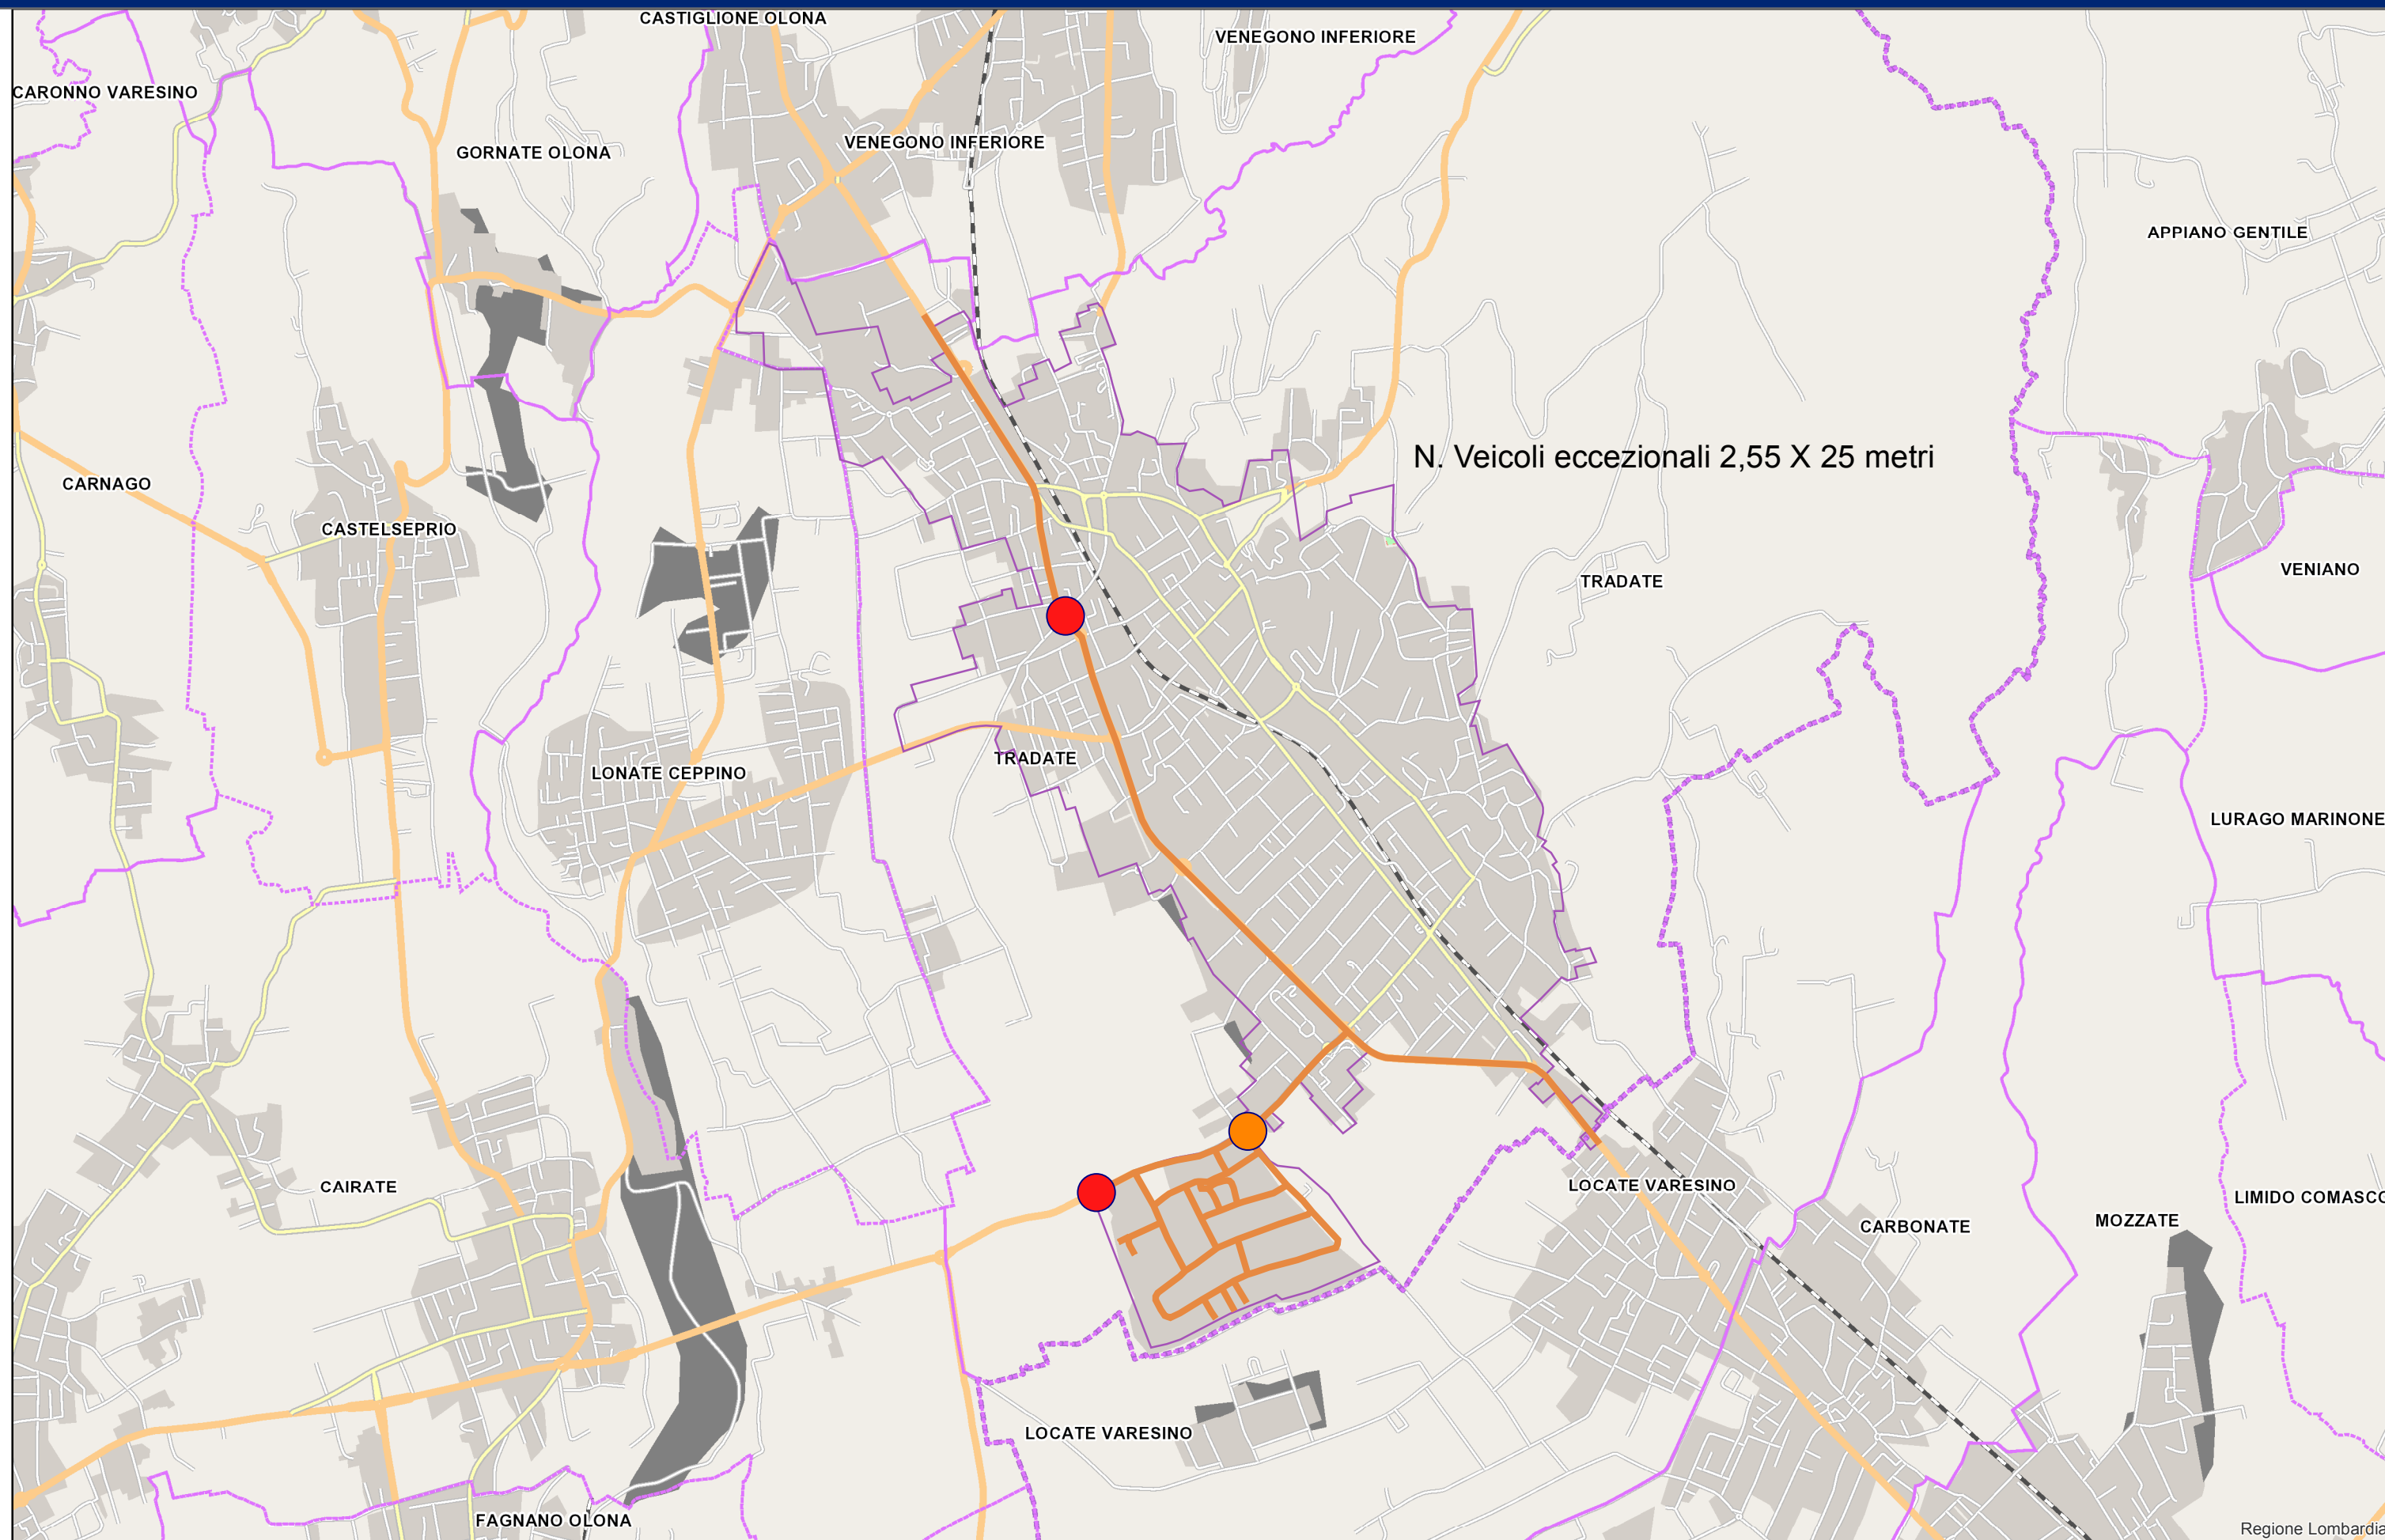 CASTIGLIONE OLONA
VENEGONO INFERIORE
CARONNO VARESINO
VENEGONO INFERIORE
GORNATE OLONA
APPIANO GENTILE
N. Veicoli eccezionali 2,55 X 25 metri
CARNAGO
CASTELSEPRIO
VENIANO
TRADATE
TRADATE
LONATE CEPPINO
LURAGO MARINONE
CAIRATE
LOCATE VARESINO
LIMIDO COMASCO
MOZZATE
CARBONATE
LOCATE VARESINO
FAGNANO OLONA
Regione Lombardia